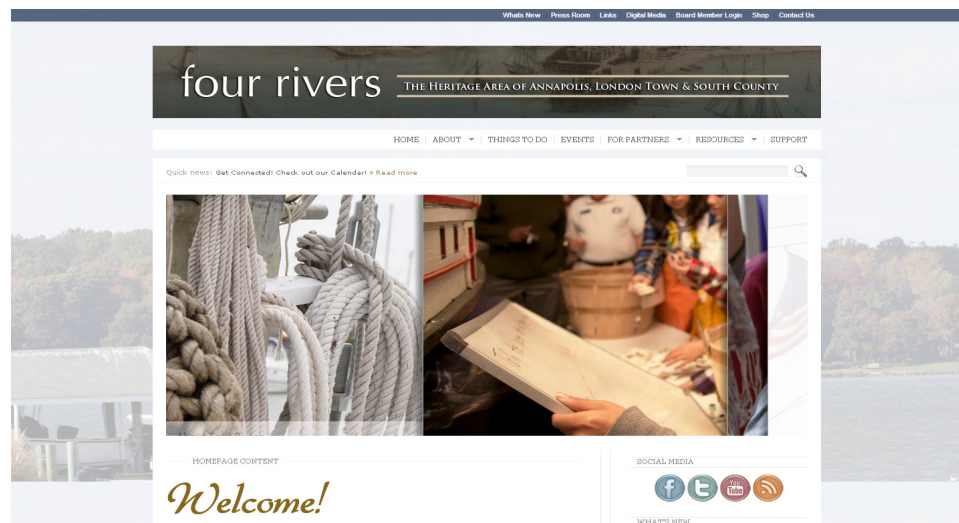 Whats New Press Room Links Digital Media Board Member Login Shop Contact Us
four rivers The Heritage Area of Annapolis, London Town & South County
HOME ABOUT THINGS TO DO EVENTS FOR PARTNERS RESOURCES SUPPORT
Quick news: Get Connected! Check out our Calendar! » Read more
HOMEPAGE CONTENT
Welcome!
SOCIAL MEDIA
f t You Tube
WHAT'S NEW